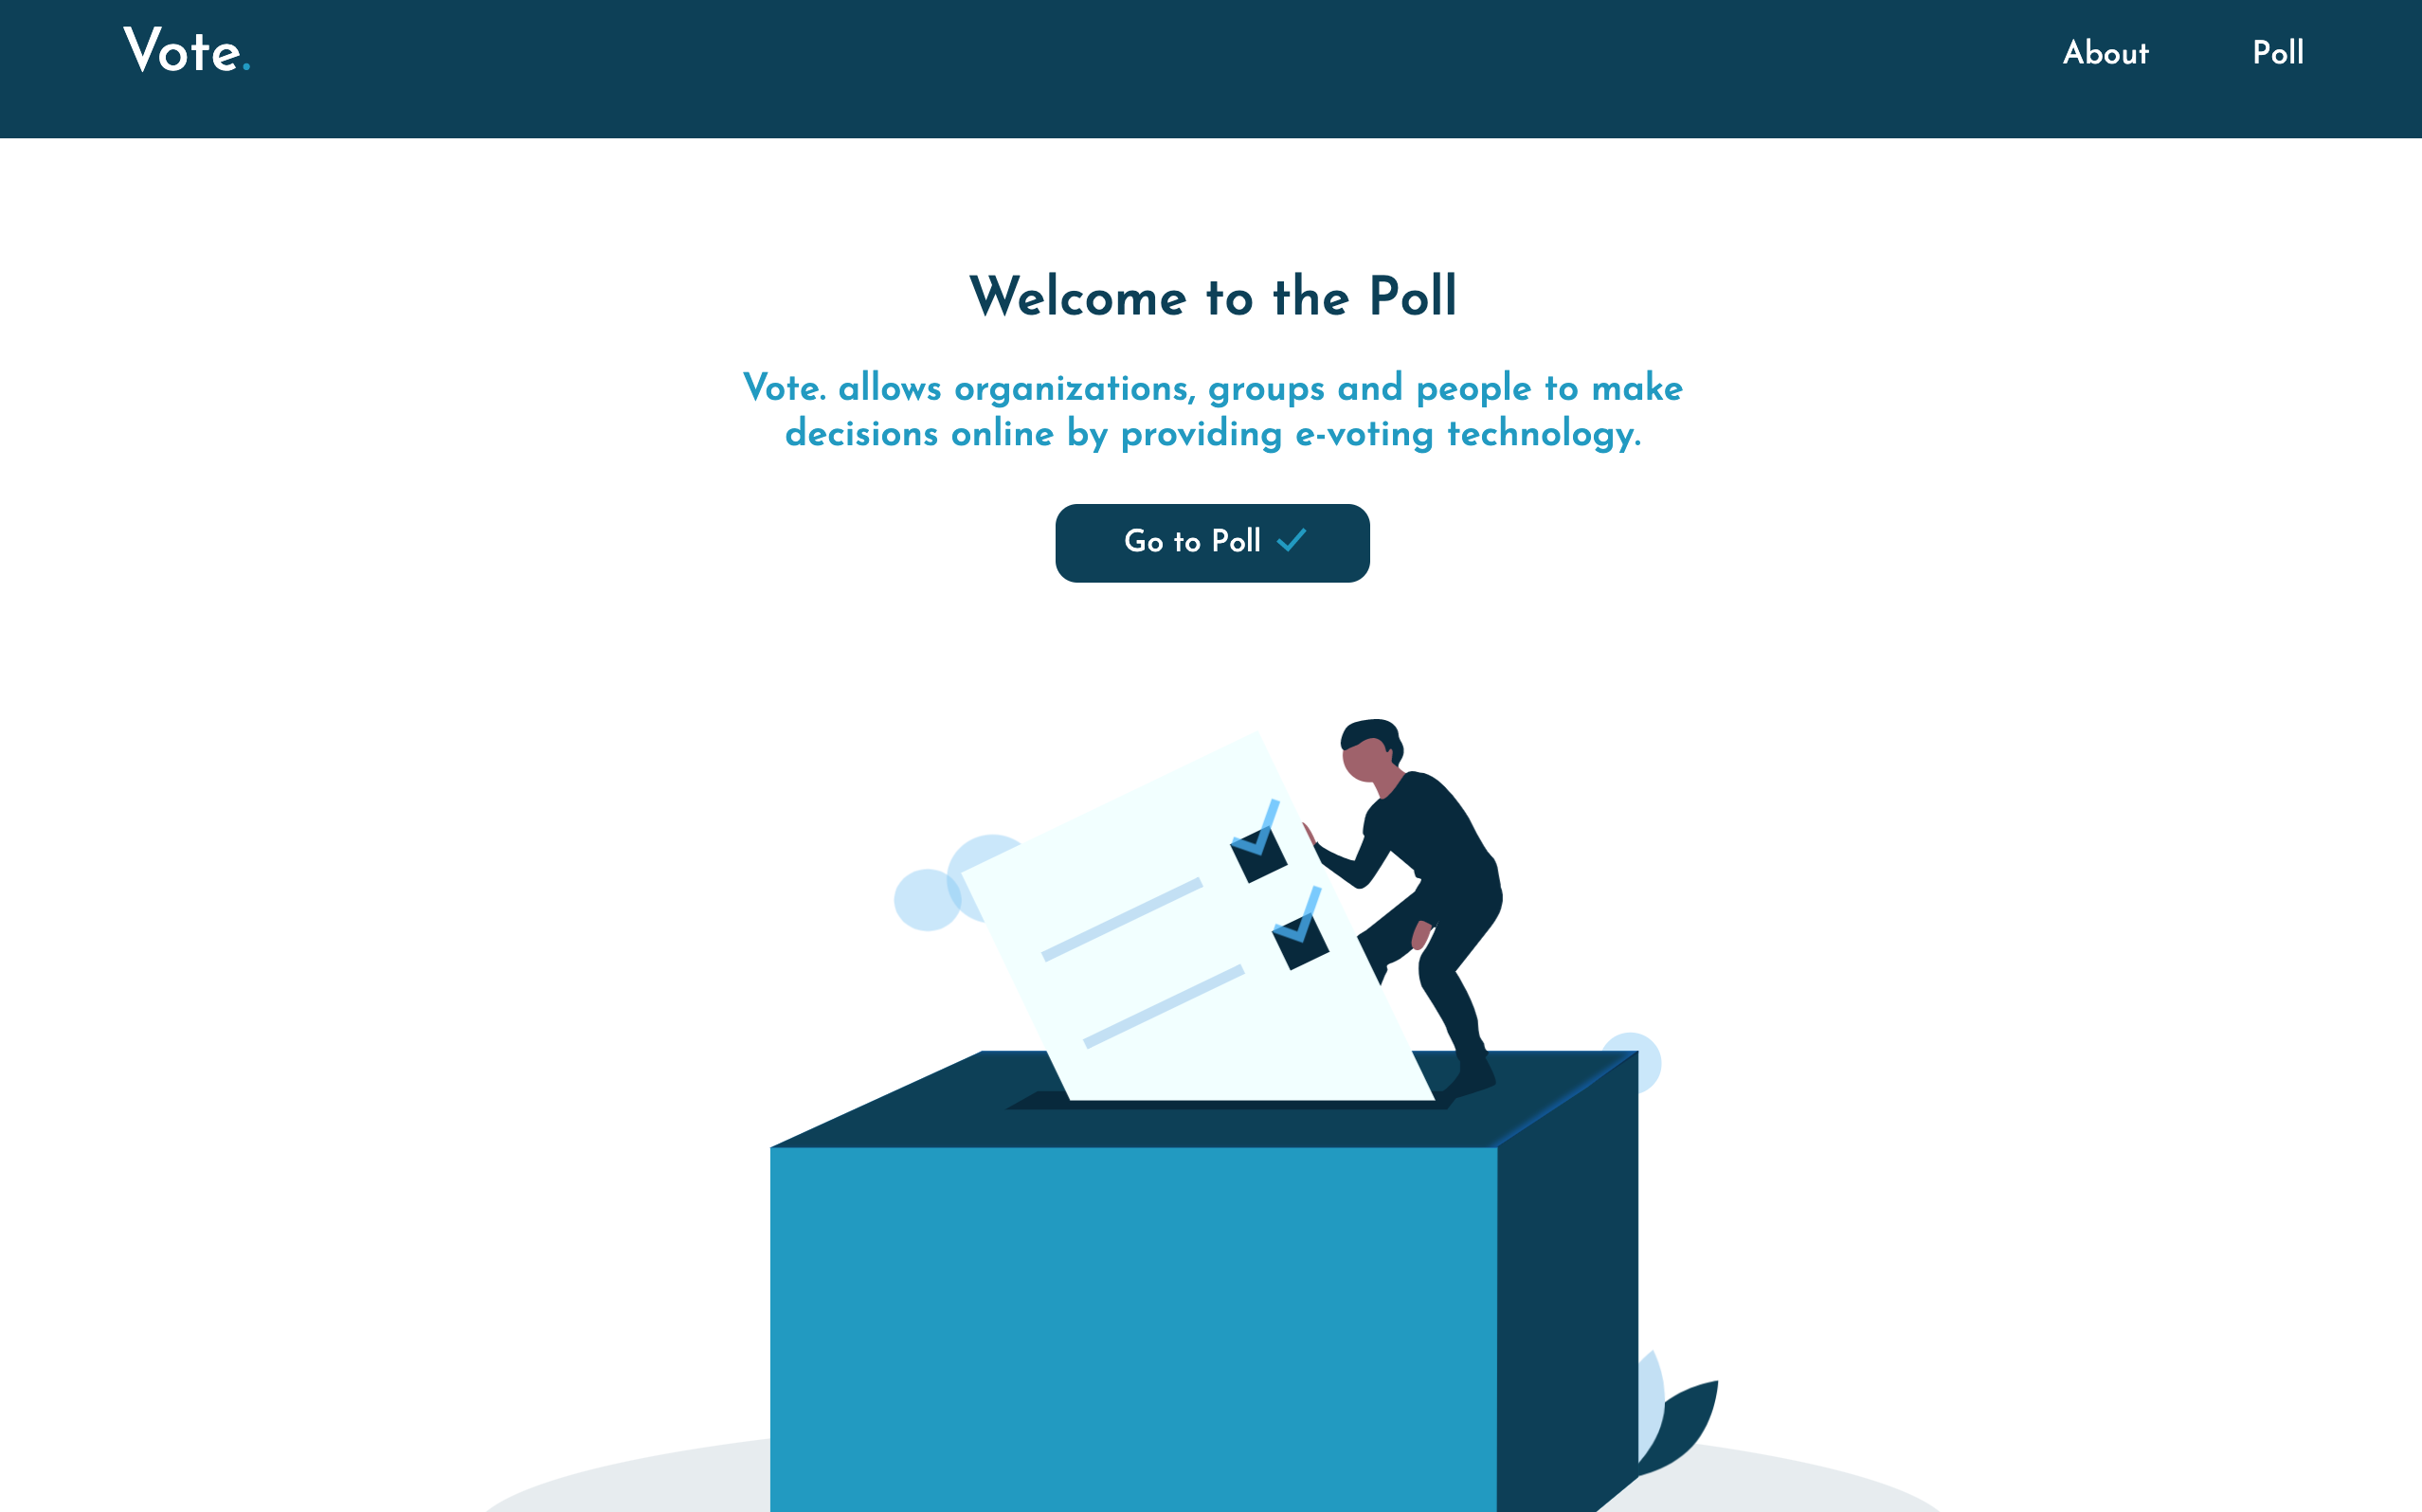 Vote.
About
Poll
Welcome to the Poll
Vote. allows organizations, groups and people to make
decisions online by providing e-voting technology.
Go to Poll